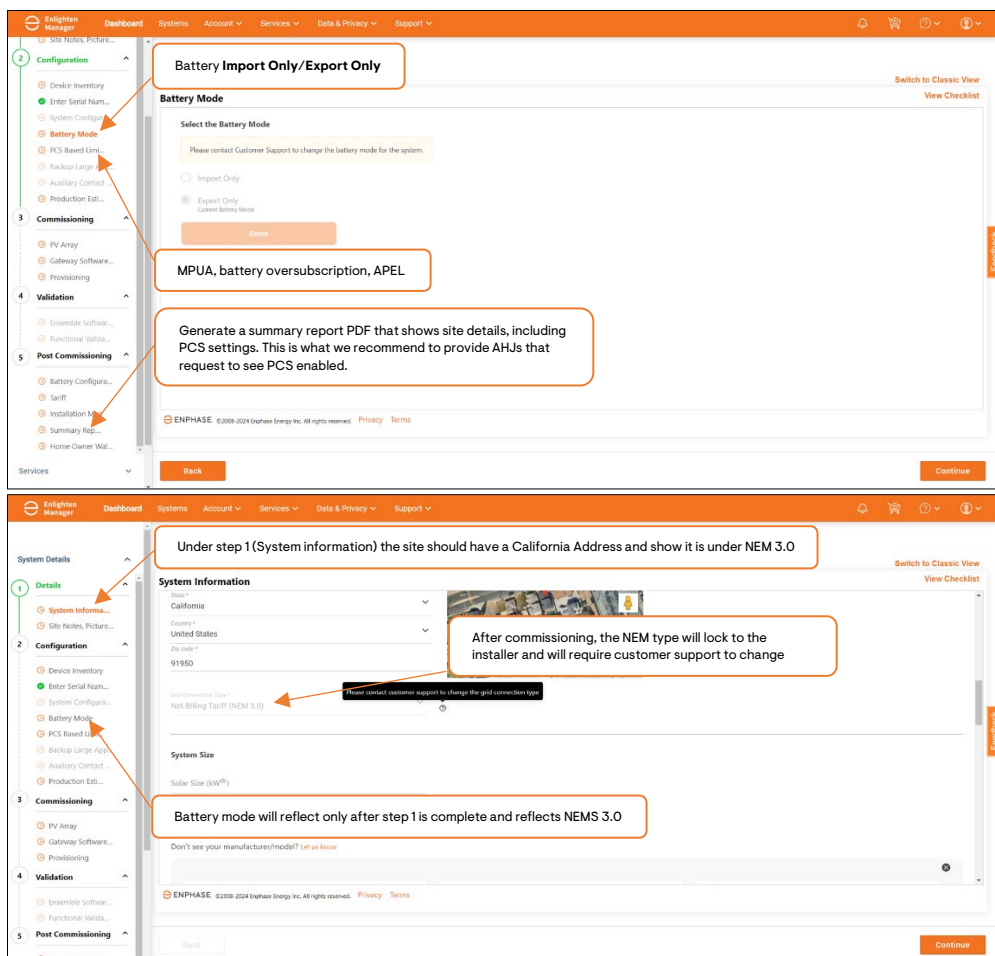 Enlighten Manager Dashboard Systems Account Services Data & Privacy Support
Site Notes, Picture...
2 Configuration
Device Inventory
Enter Serial Num...
System Configur...
Battery Mode
PCS Based Limi...
Backup Large App...
Auxiliary Contact ...
Production Esti...
3 Commissioning
PV Array
Gateway Software...
Provisioning
4 Validation
Ensemble Softwar...
Functional Valida...
5 Post Commissioning
Battery Configura...
Tariff
Installation M...
Summary Rep...
Home Owner Wal...
Services
Battery Import Only/Export Only
Switch to Classic View
Battery Mode
View Checklist
Select the Battery Mode
Please contact Customer Support to change the battery mode for the system.
Import Only
Export Only
Current Battery Mode
Done
MPUA, battery oversubscription, APEL
Generate a summary report PDF that shows site details, including
PCS settings. This is what we recommend to provide AHJs that
request to see PCS enabled.
Feedback
ENPHASE ©2008-2024 Enphase Energy Inc. All rights reserved. Privacy Terms
Back
Continue
Enlighten Manager Dashboard Systems Account Services Data & Privacy Support
System Details
1 Details
System Informa...
Site Notes, Picture...
2 Configuration
Device Inventory
Enter Serial Num...
System Configura...
Battery Mode
PCS Based Li...
Backup Large App...
Auxiliary Contact ...
Production Esti...
3 Commissioning
PV Array
Gateway Software...
Provisioning
4 Validation
Ensemble Softwar...
Functional Valida...
5 Post Commissioning
Under step 1 (System information) the site should have a California Address and show it is under NEM 3.0
Switch to Classic View
System Information
View Checklist
State *
California
Country *
United States
Zip code *
91950
After commissioning, the NEM type will lock to the
installer and will require customer support to change
Grid Connection Type *
Net Billing Tariff (NEM 3.0)
Please contact customer support to change the grid connection type
System Size
Solar Size (kWdc)
Battery mode will reflect only after step 1 is complete and reflects NEMS 3.0
Don't see your manufacturer/model? Let us know
Feedback
ENPHASE ©2008-2024 Enphase Energy Inc. All rights reserved. Privacy Terms
Back
Continue